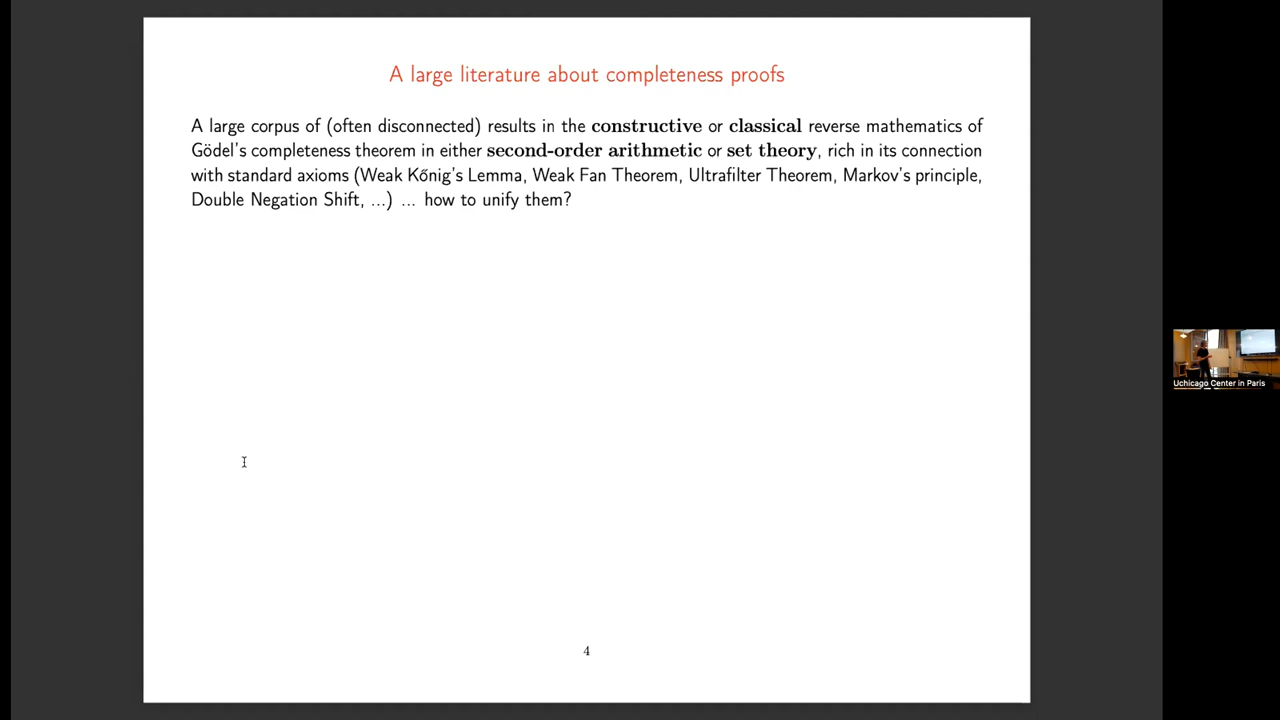 A large literature about completeness proofs
A large corpus of (often disconnected) results in the constructive or classical reverse mathematics of
Gödel's completeness theorem in either second-order arithmetic or set theory, rich in its connection
with standard axioms (Weak Kőnig's Lemma, Weak Fan Theorem, Ultrafilter Theorem, Markov's principle,
Double Negation Shift, ...) ... how to unify them?
4
Uchicago Center in Paris